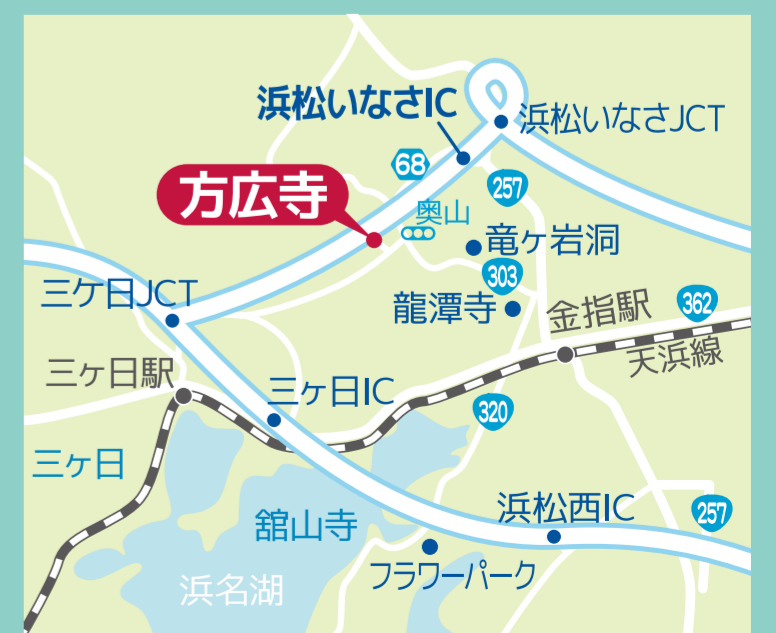 浜松いなさIC
浜松いなさJCT
68
257
方広寺
奥山
竜ヶ岩洞
303
三ケ日JCT
龍潭寺
金指駅
362
天浜線
三ヶ日駅
三ヶ日IC
320
三ヶ日
舘山寺
浜松西IC
257
フラワーパーク
浜名湖